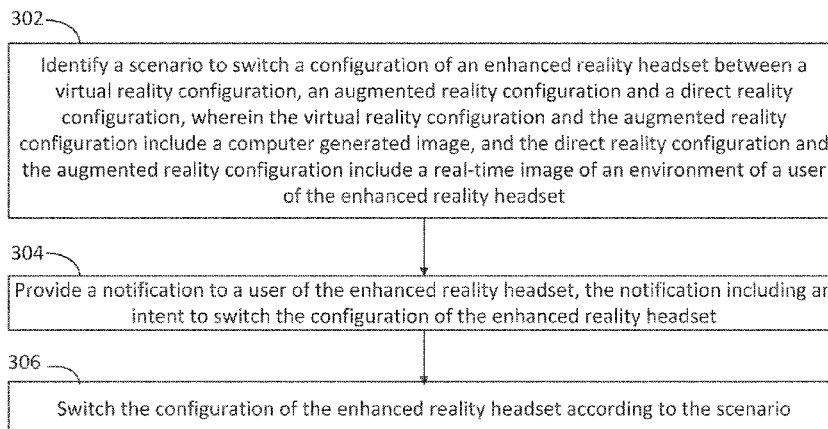 302
Identify a scenario to switch a configuration of an enhanced reality headset between a
virtual reality configuration, an augmented reality configuration and a direct reality
configuration, wherein the virtual reality configuration and the augmented reality
configuration include a computer generated image, and the direct reality configuration and
the augmented reality configuration include a real-time image of an environment of a user
of the enhanced reality headset
304
Provide a notification to a user of the enhanced reality headset, the notification including an
intent to switch the configuration of the enhanced reality headset
306
Switch the configuration of the enhanced reality headset according to the scenario